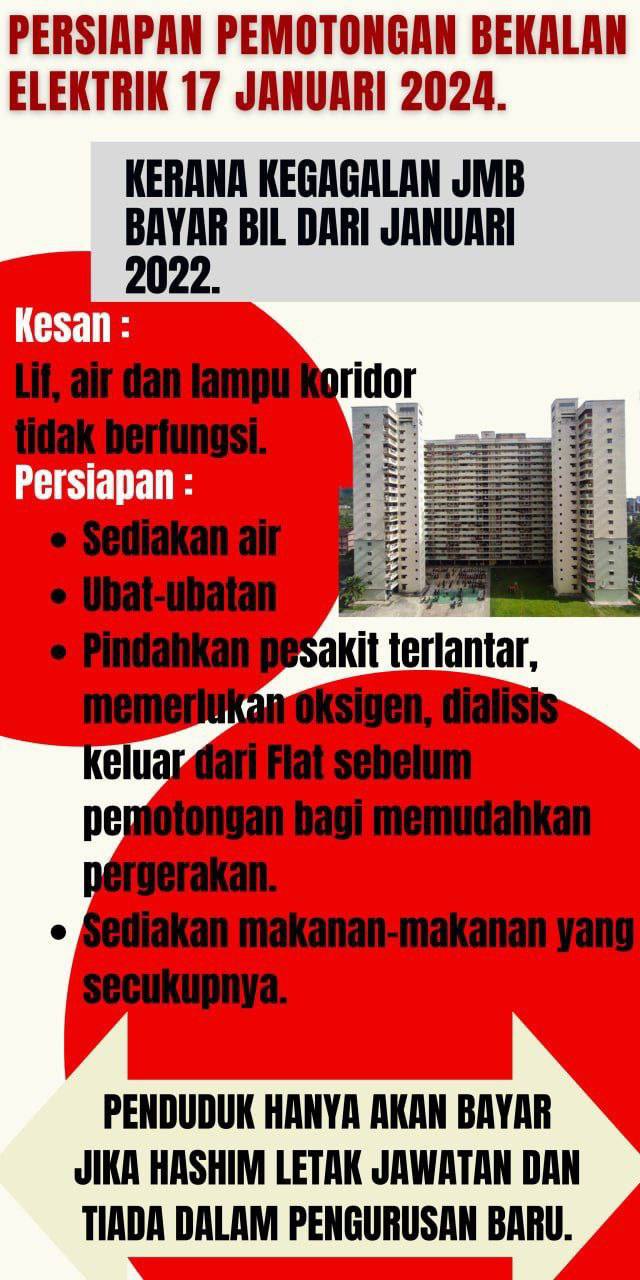 PERSIAPAN PEMOTONGAN BEKALAN
ELEKTRIK 17 JANUARI 2024.
KERANA KEGAGALAN JMB
BAYAR BIL DARI JANUARI
2022.
Kesan :
Lif, air dan lampu koridor
tidak berfungsi.
Persiapan :
• Sediakan air
• Ubat-ubatan
• Pindahkan pesakit terlantar,
memerlukan oksigen, dialisis
keluar dari Flat sebelum
pemotongan bagi memudahkan
pergerakan.
• Sediakan makanan-makanan yang
secukupnya.
PENDUDUK HANYA AKAN BAYAR
JIKA HASHIM LETAK JAWATAN DAN
TIADA DALAM PENGURUSAN BARU.